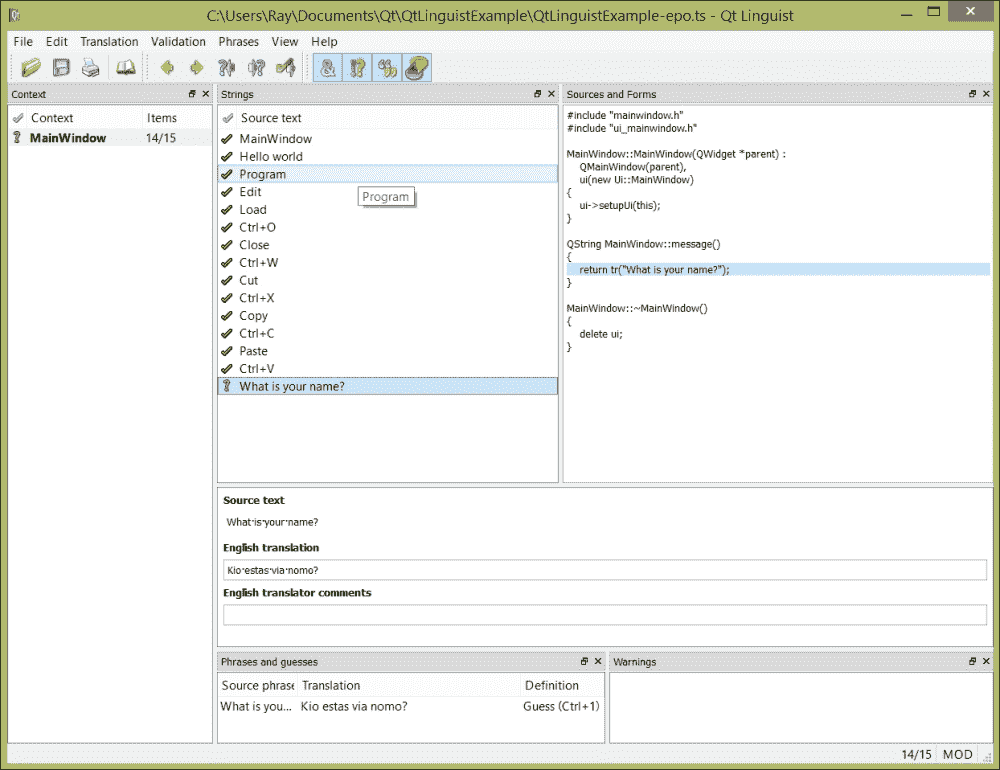 C:\Users\Ray\Documents\Qt\QtLinguistExample\QtLinguistExample-epo.ts - Qt Linguist
File Edit Translation Validation Phrases View Help
Context
Context Items
MainWindow 14/15
Strings
Source text
MainWindow
Hello world
Program
Edit
Program
Load
Ctrl+O
Close
Ctrl+W
Cut
Ctrl+X
Copy
Ctrl+C
Paste
Ctrl+V
What is your name?
Sources and Forms
#include "mainwindow.h"
#include "ui_mainwindow.h"
MainWindow::MainWindow(QWidget *parent) :
QMainWindow(parent),
ui(new Ui::MainWindow)
{
ui->setupUi(this);
}
QString MainWindow::message()
{
return tr("What is your name?");
}
MainWindow::~MainWindow()
{
delete ui;
}
Source text
What·is·your·name?
English translation
Kio·estas·via·nomo?
English translator comments
Phrases and guesses
Source phrase Translation Definition
What is you... Kio estas via nomo? Guess (Ctrl+1)
Warnings
14/15 MOD